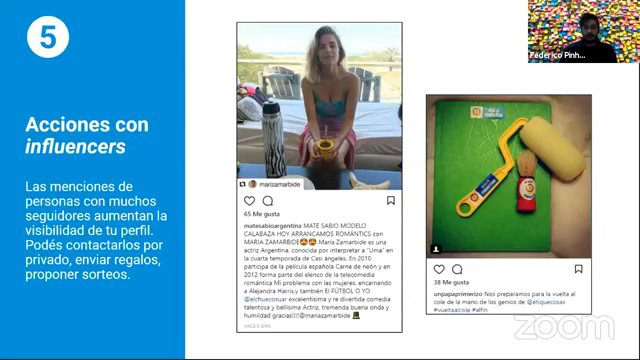 5
Acciones con
influencers
Las menciones de
personas con muchos
seguidores aumentan la
visibilidad de tu perfil.
Podés contactarlos por
privado, enviar regalos,
proponer sorteos.
marizamarbide
65 Me gusta
matesabioargentina MATE SABIO MODELO
CALABAZA HOY ARRANCAMOS ROMÁNTICS con
MARIA ZAMARBIDE😍😍.María Zamarbide es una
actriz Argentina, conocida por interpretar a "Uma" en
la cuarta temporada de Casi ángeles. En 2010
participa de la película española Carne de neón y en
2012 forma parte del elenco de la telecomedia
romántica Mi problema con las mujeres, encarnando
a Alejandra Harris,y también El FÚTBOL O YO
@elchuecosuar excelentísima y re divertida comedia
talentosa y bellísima Actriz, tremenda buena onda y
humildad gracias!!!!@mariazamarbide
HACE 5 DÍAS
38 Me gusta
unpapaprimerizo Nos preparamos para la vuelta al
cole de la mano de los genios de @etiquecosas
#vueltaalcole #alfin
Federico Pinh...
zoom